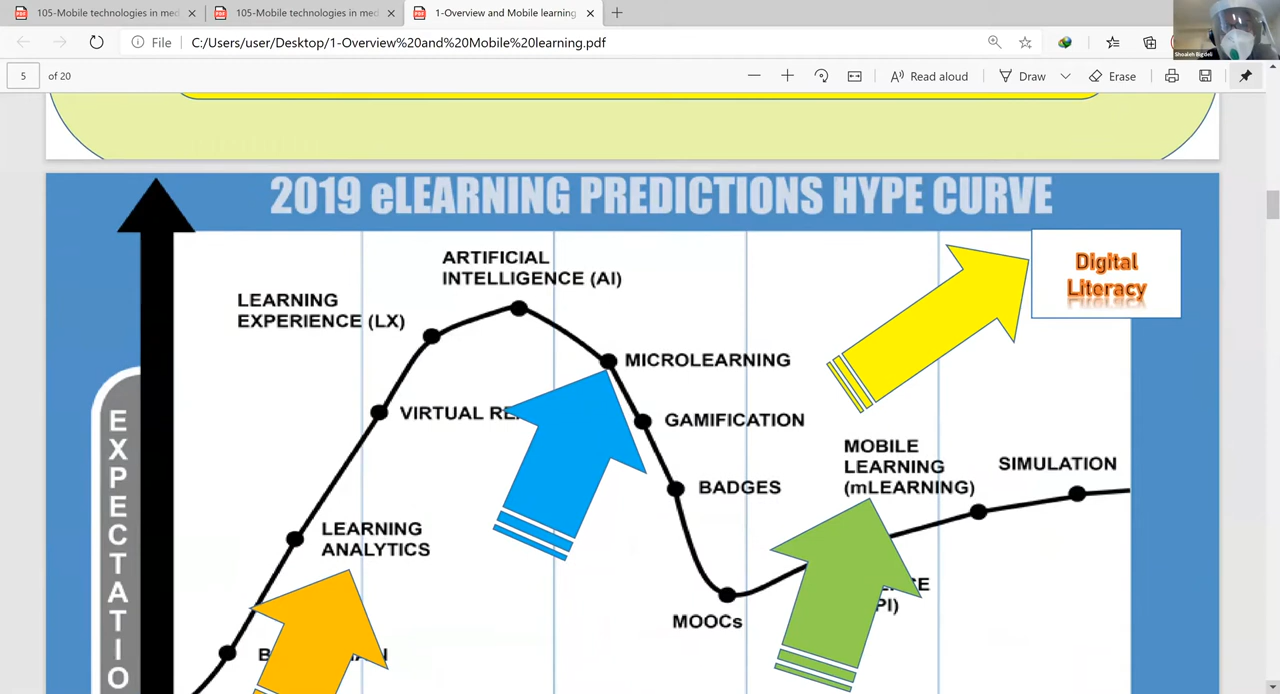 105-Mobile technologies in med
105-Mobile technologies in med
1-Overview and Mobile learning
File
C:/Users/user/Desktop/1-Overview%20and%20Mobile%20learning.pdf
Shoaleh Bigdeli
5 of 20
Read aloud
Draw
Erase
2019 eLEARNING PREDICTIONS HYPE CURVE
ARTIFICIAL
INTELLIGENCE (AI)
Digital
Literacy
LEARNING
EXPERIENCE (LX)
MICROLEARNING
VIRTUAL
GAMIFICATION
MOBILE
LEARNING
(mLEARNING)
SIMULATION
BADGES
LEARNING
ANALYTICS
MOOCs
EXPECTATIO